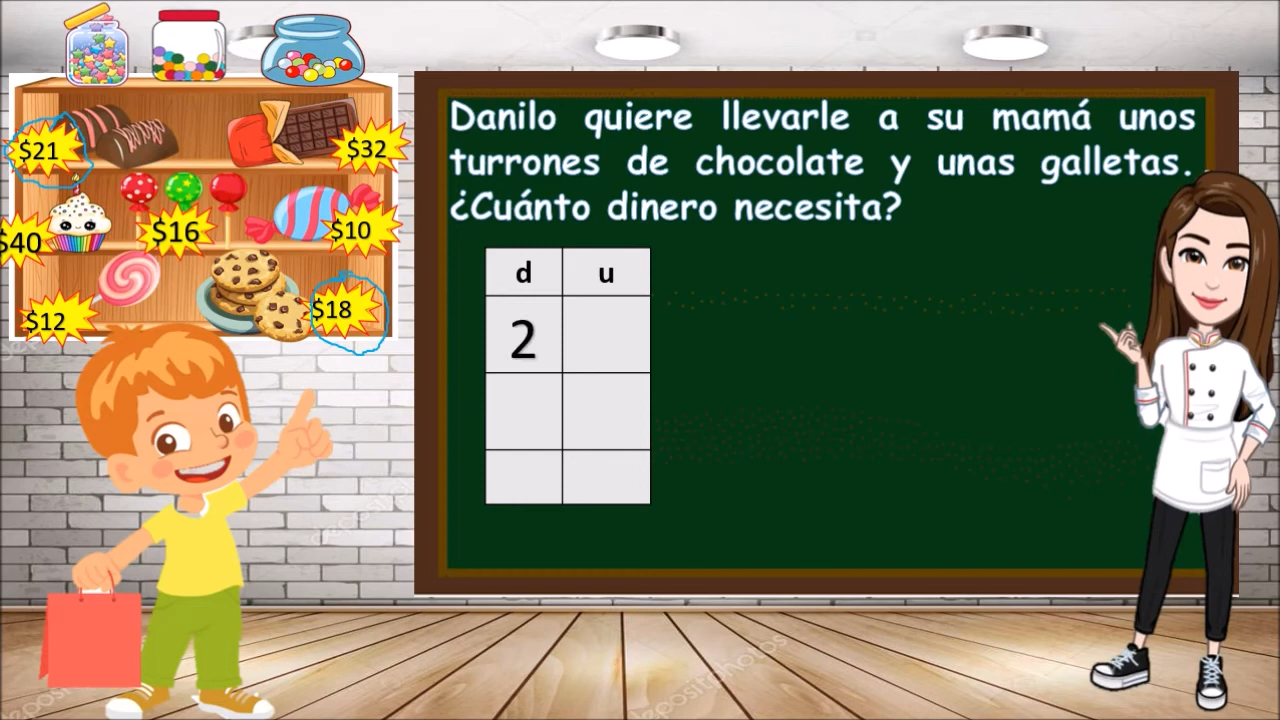 Danilo quiere llevarle a su mamá unos
turrones de chocolate y unas galletas.
¿Cuánto dinero necesita?
$21
$32
$40
$16
$10
$12
$18
d u
2
depositphotos